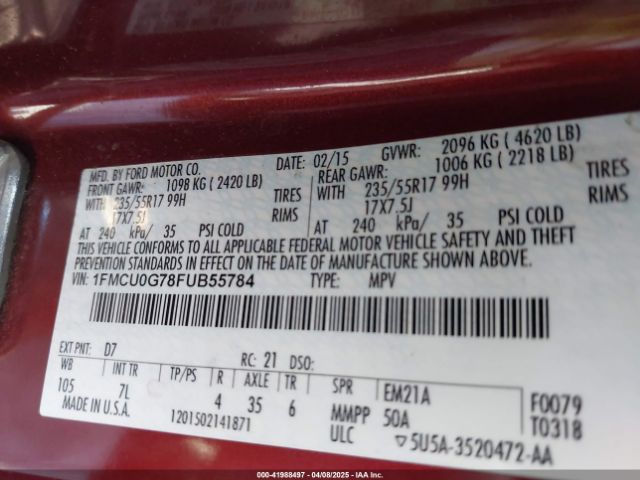 MFD. BY FORD MOTOR CO.
DATE: 02/15 GVWR: 2096 KG ( 4620 LB)
FRONT GAWR: 1098 KG ( 2420 LB) REAR GAWR: 1006 KG ( 2218 LB)
WITH 235/55R17 99H TIRES WITH 235/55R17 99H TIRES
17X7.5J RIMS 17X7.5J RIMS
AT 240 kPa/ 35 PSI COLD AT 240 kPa/ 35 PSI COLD
THIS VEHICLE CONFORMS TO ALL APPLICABLE FEDERAL MOTOR VEHICLE SAFETY AND THEFT
PREVENTION STANDARDS IN EFFECT ON THE DATE OF MANUFACTURE SHOWN ABOVE.
VIN: 1FMCU0G78FUB55784 TYPE: MPV
EXT PNT: D7 RC: 21 DSO:
WB INT TR TP/PS R AXLE TR SPR EM21A F0079
105 7L 4 35 6 MMPP 50A T0318
MADE IN U.S.A. 1201502141871 ULC ▽5U5A-3520472-AA
120-41988497 04/08/2025 - IAA Inc.